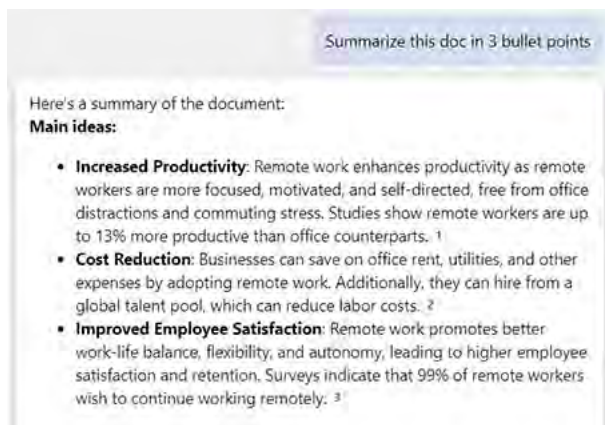 Summarize this doc in 3 bullet points
Here's a summary of the document:
Main ideas:
• Increased Productivity: Remote work enhances productivity as remote
workers are more focused, motivated, and self-directed, free from office
distractions and commuting stress. Studies show remote workers are up
to 13% more productive than office counterparts. 1
• Cost Reduction: Businesses can save on office rent, utilities, and other
expenses by adopting remote work. Additionally, they can hire from a
global talent pool, which can reduce labor costs. 2
• Improved Employee Satisfaction: Remote work promotes better
work-life balance, flexibility, and autonomy, leading to higher employee
satisfaction and retention. Surveys indicate that 99% of remote workers
wish to continue working remotely. 3